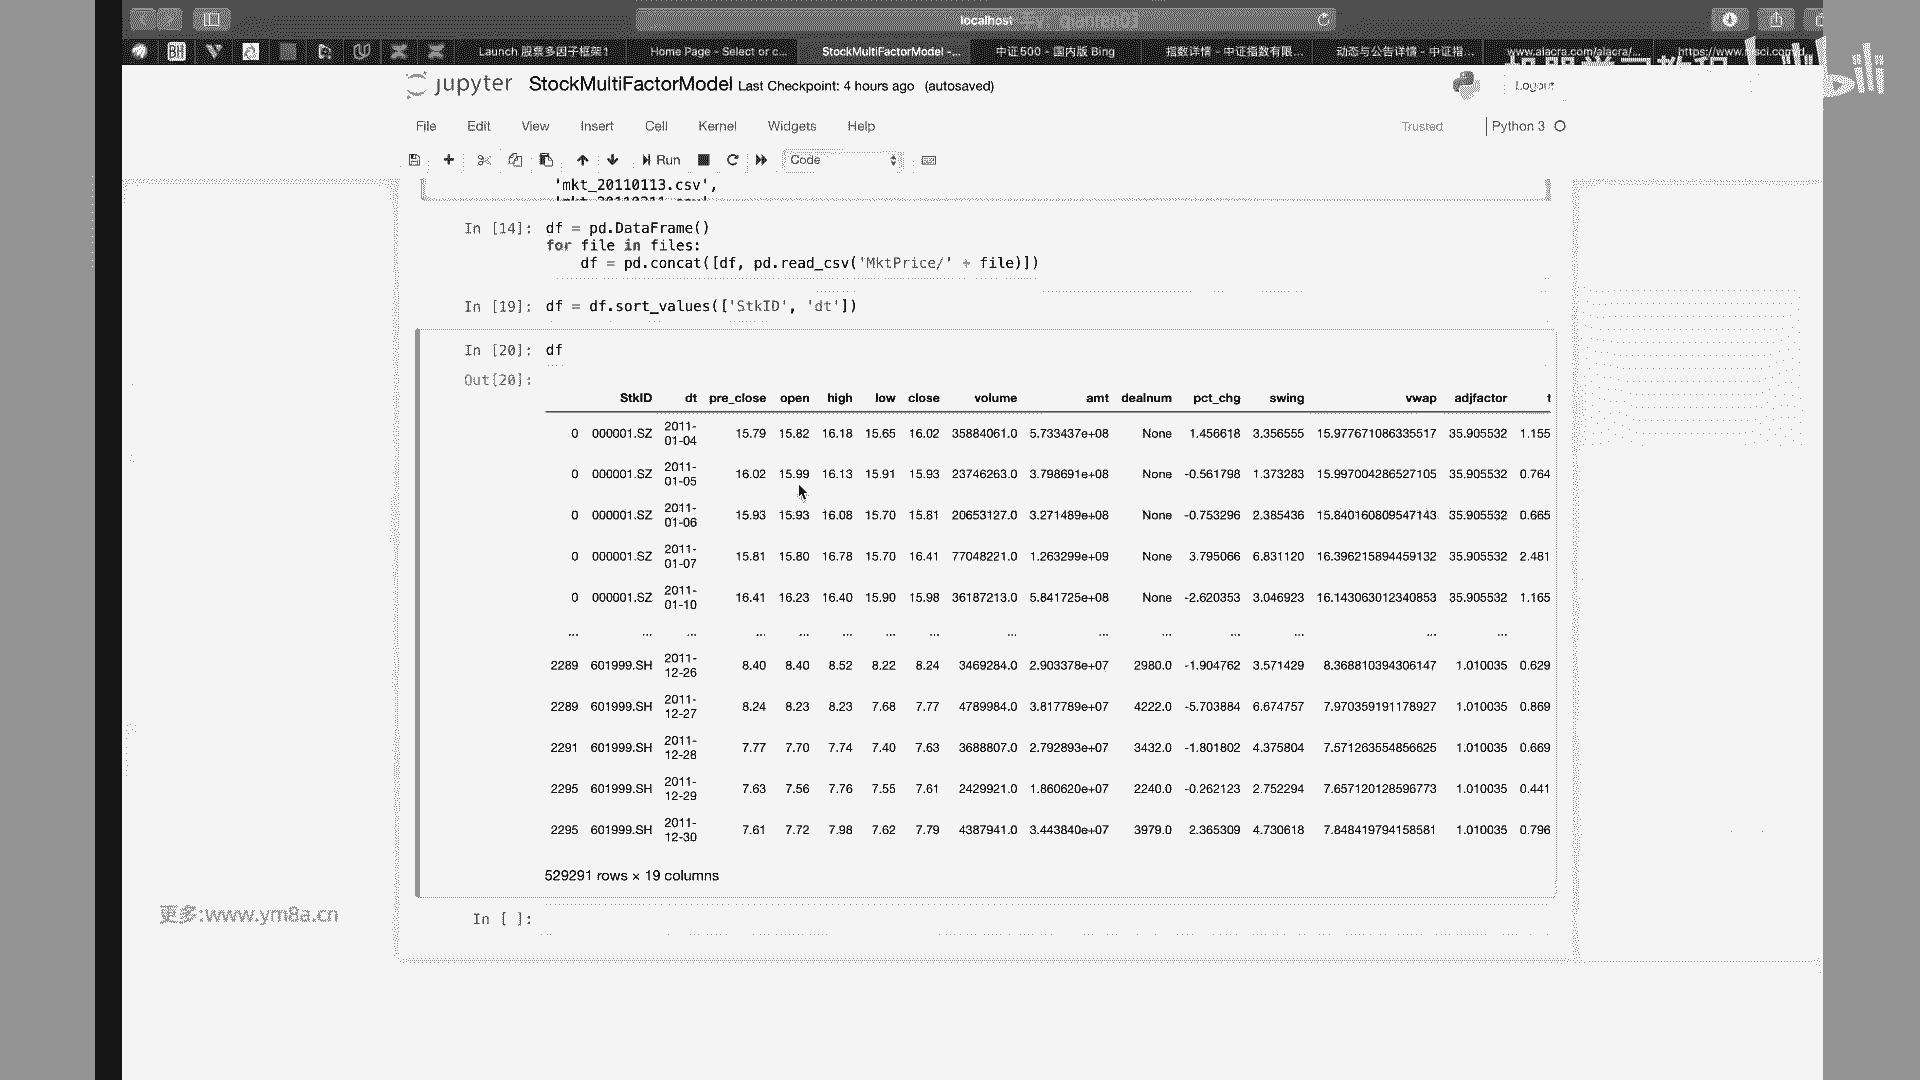 localhost
Launch 股票多因子框架1 Home Page - Select or c... StockMultiFactorModel -... 中证500 - 国内版 Bing 指数详情 - 中证指数有限... 动态与公告详情 - 中证指... www.alacra.com/alacra/...
jupyter StockMultiFactorModel Last Checkpoint: 4 hours ago (autosaved) Logout
File Edit View Insert Cell Kernel Widgets Help Trusted Python 3
Run Code
'mkt_20110113.csv',
In [14]: df = pd.DataFrame()
for file in files:
df = pd.concat([df, pd.read_csv('MktPrice/' + file)])
In [19]: df = df.sort_values(['StkID', 'dt'])
In [20]: df
Out[20]:
StkID dt pre_close open high low close volume amt dealnum pct_chg swing vwap adjfactor t
0 000001.SZ 2011-01-04 15.79 15.82 16.18 15.65 16.02 35884061.0 5.733437e+08 None 1.456618 3.356555 15.977671086335517 35.905532 1.155
0 000001.SZ 2011-01-05 16.02 15.99 16.13 15.91 15.93 23746263.0 3.798691e+08 None -0.561798 1.373283 15.997004286527105 35.905532 0.764
0 000001.SZ 2011-01-06 15.93 15.93 16.08 15.70 15.81 20653127.0 3.271489e+08 None -0.753296 2.385436 15.840160809547143 35.905532 0.665
0 000001.SZ 2011-01-07 15.81 15.80 16.78 15.70 16.41 77048221.0 1.263299e+09 None 3.795066 6.831120 16.396215894459132 35.905532 2.481
0 000001.SZ 2011-01-10 16.41 16.23 16.40 15.90 15.98 36187213.0 5.841725e+08 None -2.620353 3.046923 16.143063012340853 35.905532 1.165
... ... ... ... ... ... ... ... ... ... ... ... ... ... ...
2289 601999.SH 2011-12-26 8.40 8.40 8.52 8.22 8.24 3469284.0 2.903378e+07 2980.0 -1.904762 3.571429 8.368810394306147 1.010035 0.629
2289 601999.SH 2011-12-27 8.24 8.23 8.23 7.68 7.77 4789984.0 3.817789e+07 4222.0 -5.703884 6.674757 7.970359191178927 1.010035 0.869
2291 601999.SH 2011-12-28 7.77 7.70 7.74 7.40 7.63 3688807.0 2.792893e+07 3432.0 -1.801802 4.375804 7.571263554856625 1.010035 0.669
2295 601999.SH 2011-12-29 7.63 7.56 7.76 7.55 7.61 2429921.0 1.860620e+07 2240.0 -0.262123 2.752294 7.657120128596773 1.010035 0.441
2295 601999.SH 2011-12-30 7.61 7.72 7.98 7.62 7.79 4387941.0 3.443840e+07 3979.0 2.365309 4.730618 7.848419794158581 1.010035 0.796
529291 rows × 19 columns
更多:www.ym8a.cn
In [ ]: